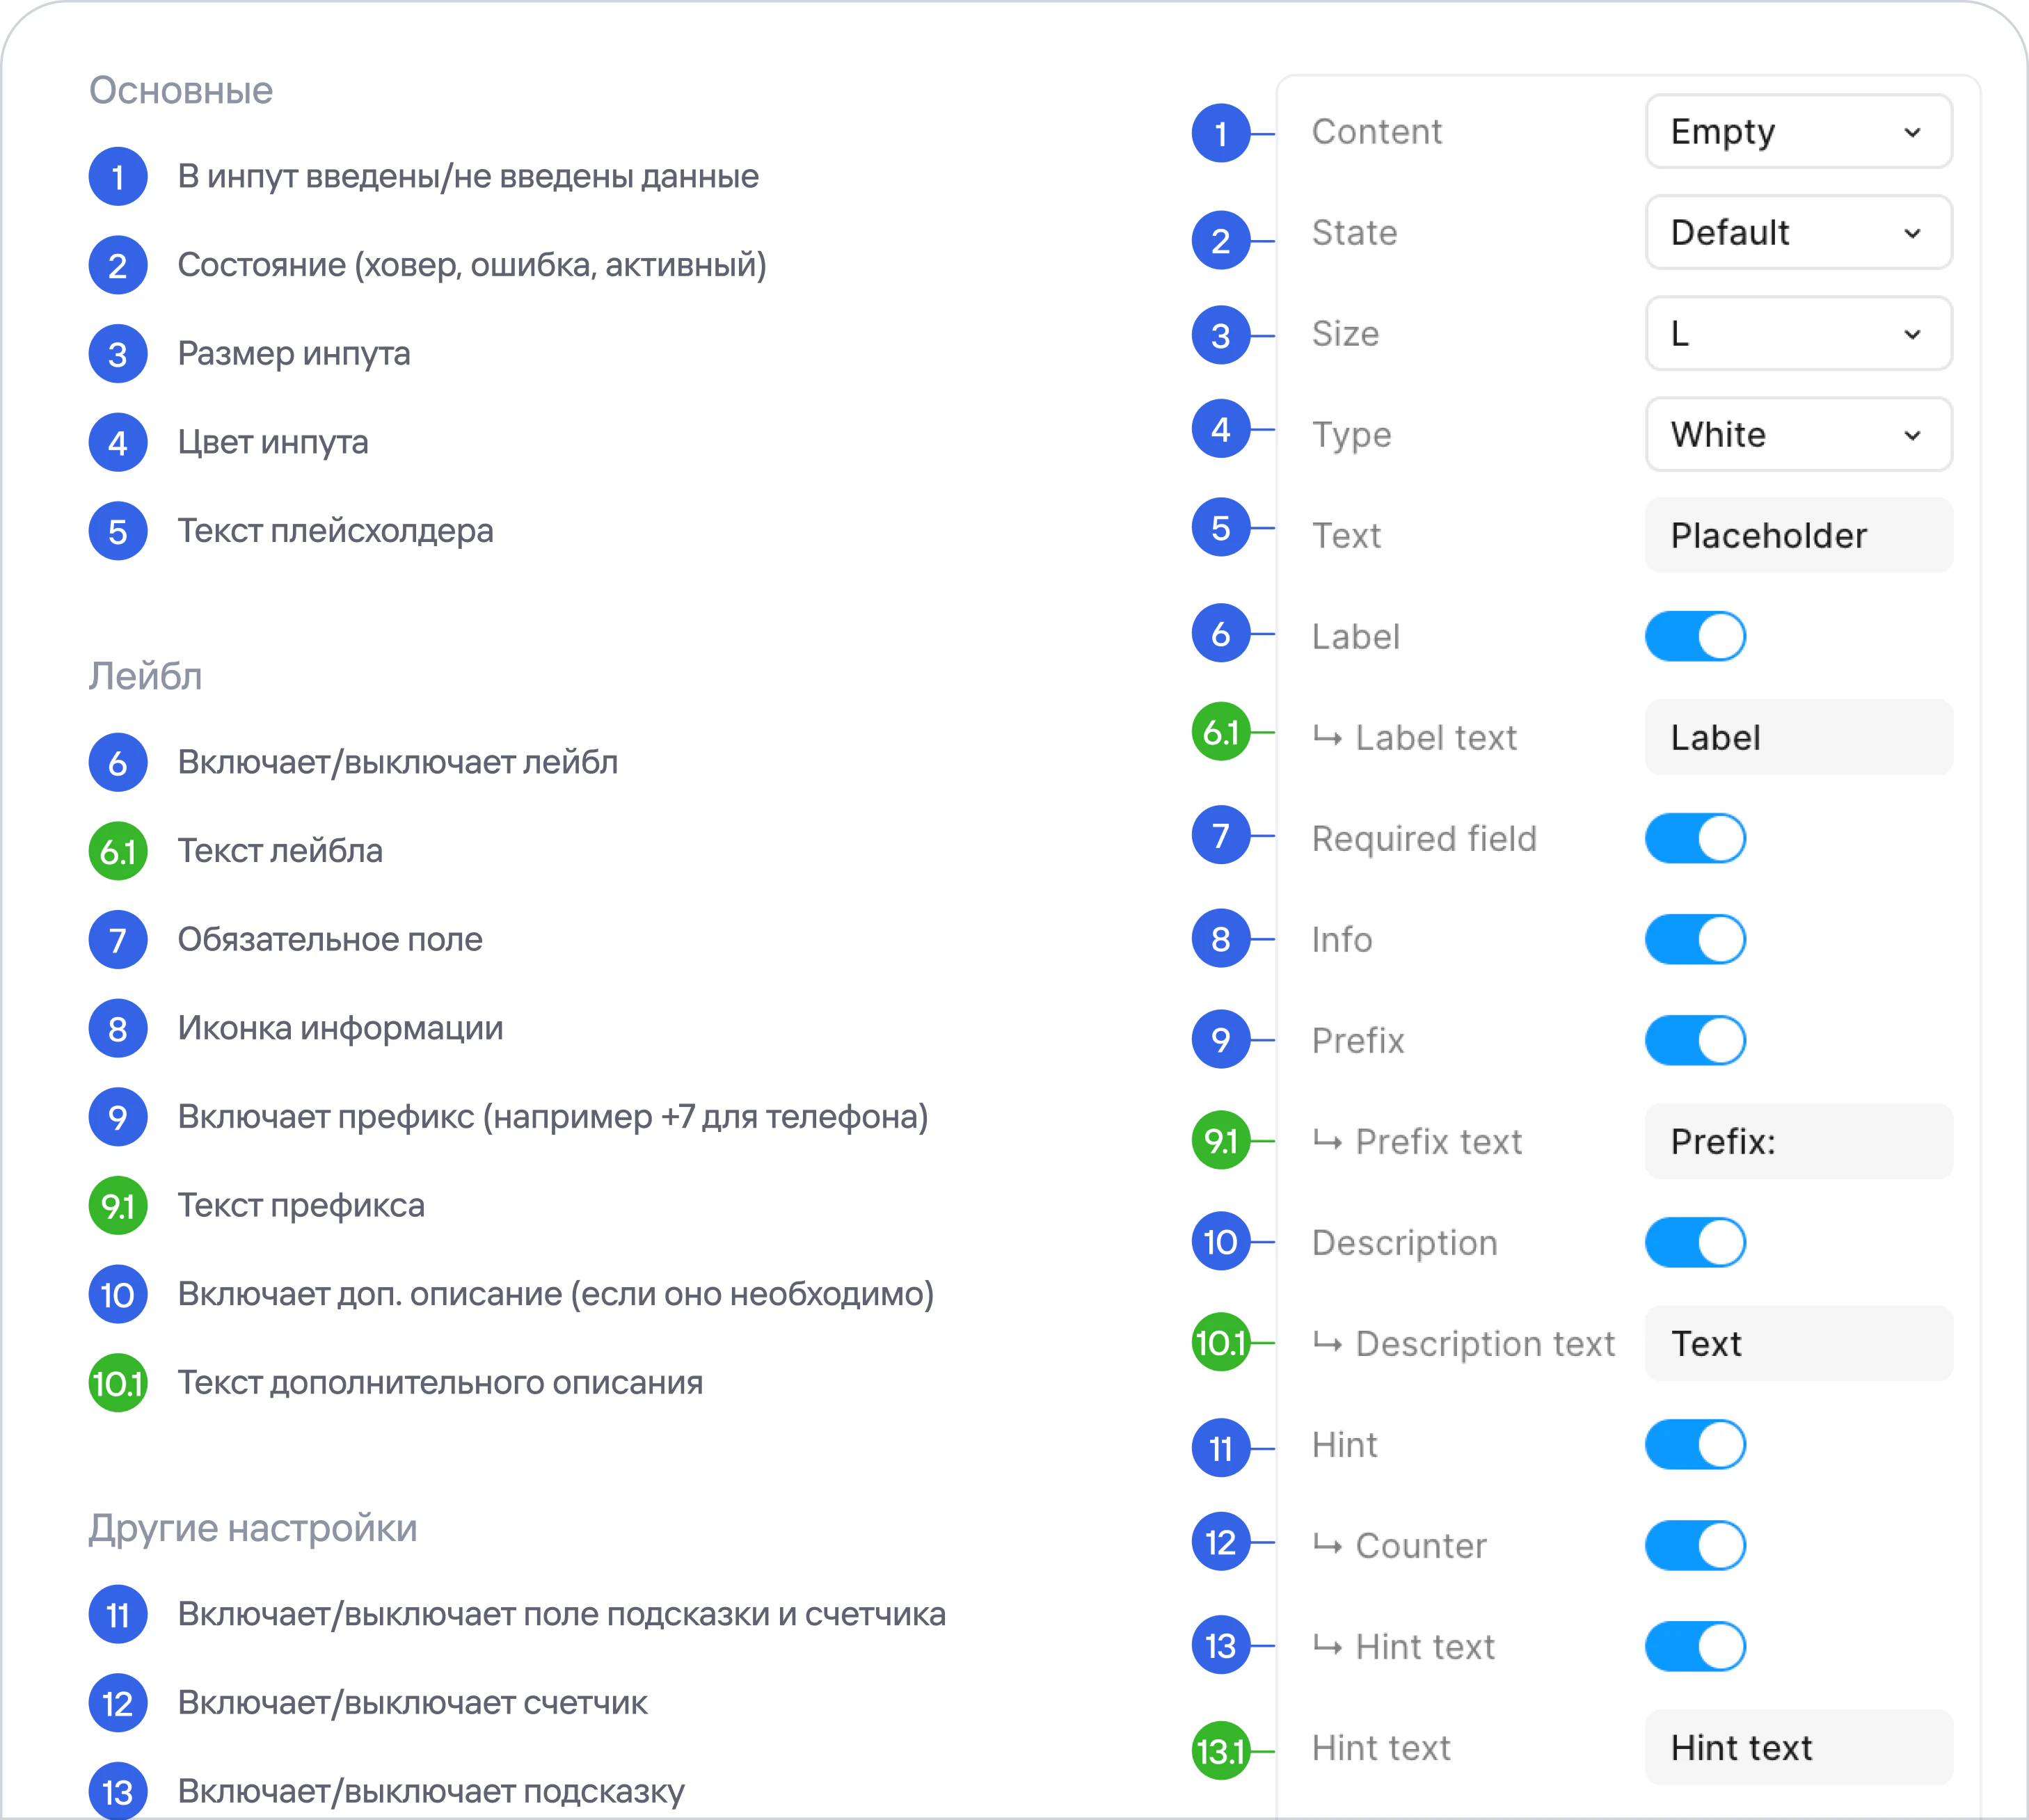 Основные
1 В инпут введены/не введены данные
2 Состояние (ховер, ошибка, активный)
3 Размер инпута
4 Цвет инпута
5 Текст плейсхолдера
Лейбл
6 Включает/выключает лейбл
6.1 Текст лейбла
7 Обязательное поле
8 Иконка информации
9 Включает префикс (например +7 для телефона)
9.1 Текст префикса
10 Включает доп. описание (если оно необходимо)
10.1 Текст дополнительного описания
Другие настройки
11 Включает/выключает поле подсказки и счетчика
12 Включает/выключает счетчик
13 Включает/выключает подсказку
1 Content Empty
2 State Default
3 Size L
4 Type White
5 Text Placeholder
6 Label
6.1 ↳ Label text Label
7 Required field
8 Info
9 Prefix
9.1 ↳ Prefix text Prefix:
10 Description
10.1 ↳ Description text Text
11 Hint
12 ↳ Counter
13 ↳ Hint text
13.1 Hint text Hint text